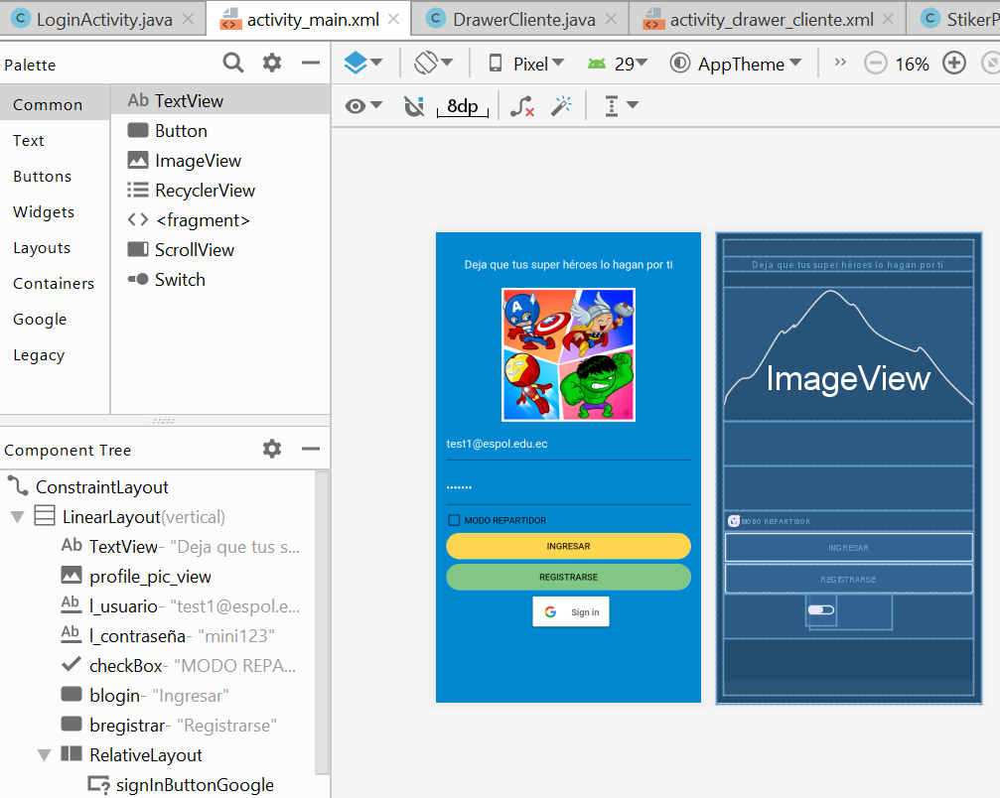 LoginActivity.java
activity_main.xml
DrawerCliente.java
activity_drawer_cliente.xml
StikerP
Palette
Pixel
29
AppTheme
16%
8dp
Common
Text
Buttons
Widgets
Layouts
Containers
Google
Legacy
Ab TextView
Button
ImageView
RecyclerView
<fragment>
ScrollView
Switch
Component Tree
ConstraintLayout
LinearLayout(vertical)
Ab TextView- "Deja que tus s...
profile_pic_view
Ab l_usuario- "test1@espol.e...
Ab l_contraseña- "mini123"
checkBox- "MODO REPA...
blogin- "Ingresar"
bregistrar- "Registrarse"
RelativeLayout
signInButtonGoogle
Deja que tus super héroes lo hagan por ti
A
test1@espol.edu.ec
•••••••
MODO REPARTIDOR
INGRESAR
REGISTRARSE
G Sign in
Deja que tus super héroes lo hagan por ti
ImageView
MODO REPARTIDOR
INGRESAR
REGISTRARSE